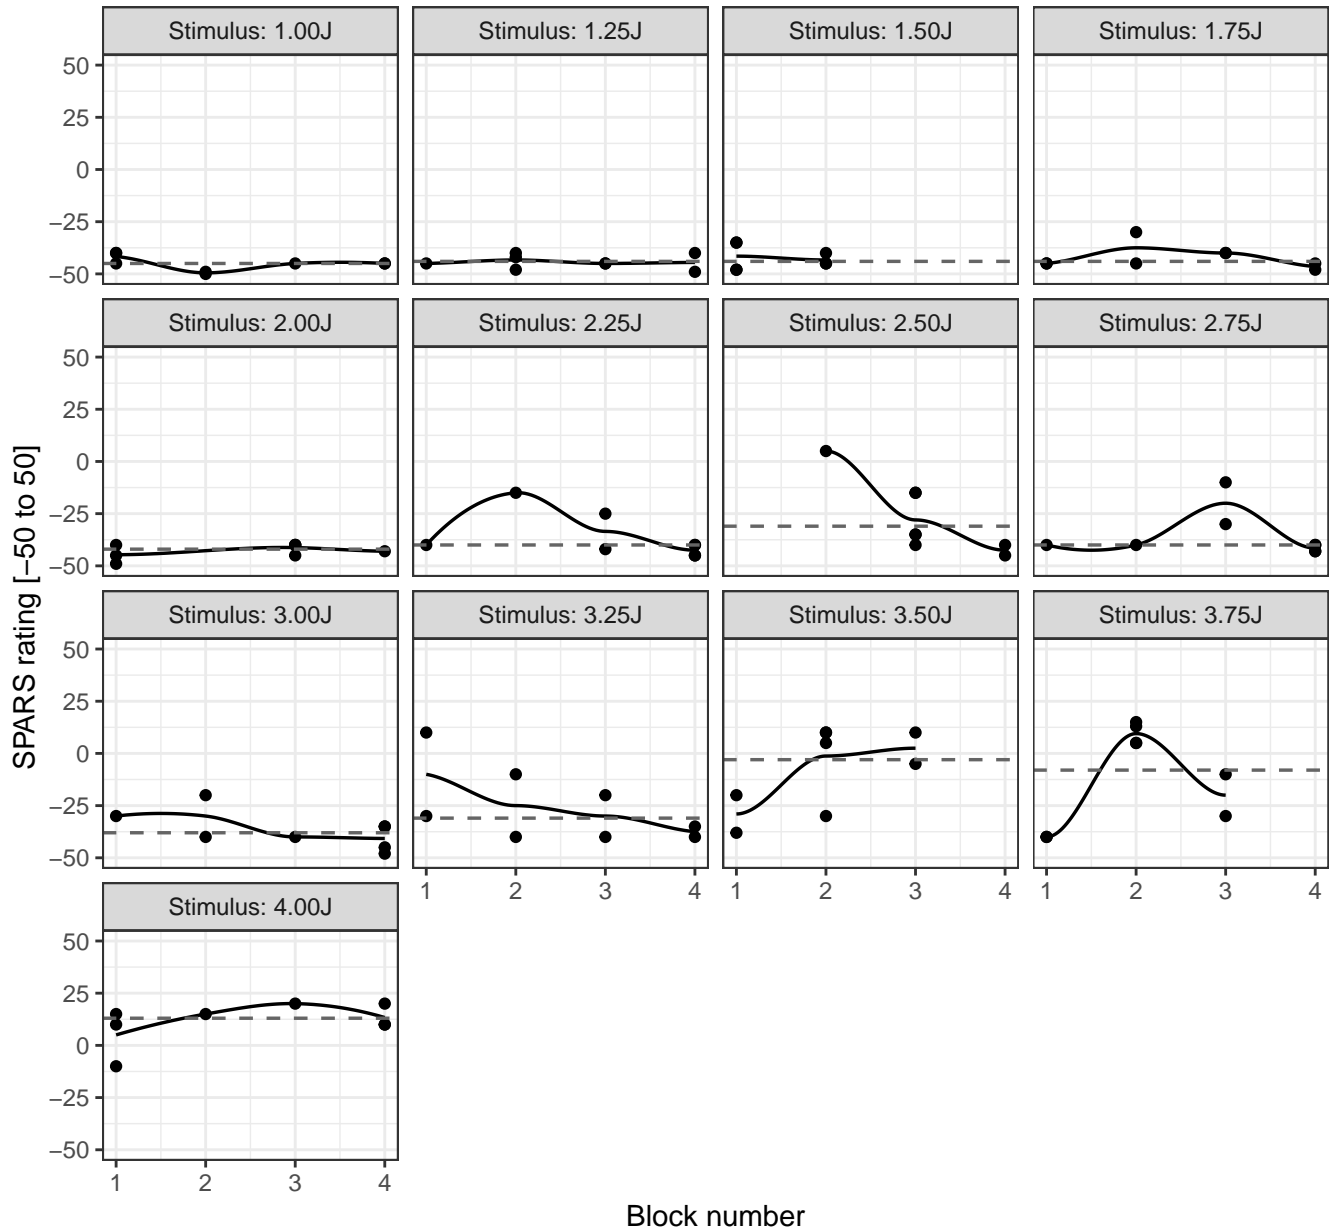 Stimulus: 1.00J Stimulus: 1.25J Stimulus: 1.50J Stimulus: 1.75J
50
25
0
−25
−50
Stimulus: 2.00J Stimulus: 2.25J Stimulus: 2.50J Stimulus: 2.75J
50
25
0
−25
−50
SPARS rating [−50 to 50]
Stimulus: 3.00J Stimulus: 3.25J Stimulus: 3.50J Stimulus: 3.75J
50
25
0
−25
−50
1 2 3 4 1 2 3 4 1 2 3 4
Stimulus: 4.00J
50
25
0
−25
−50
1 2 3 4
Block number